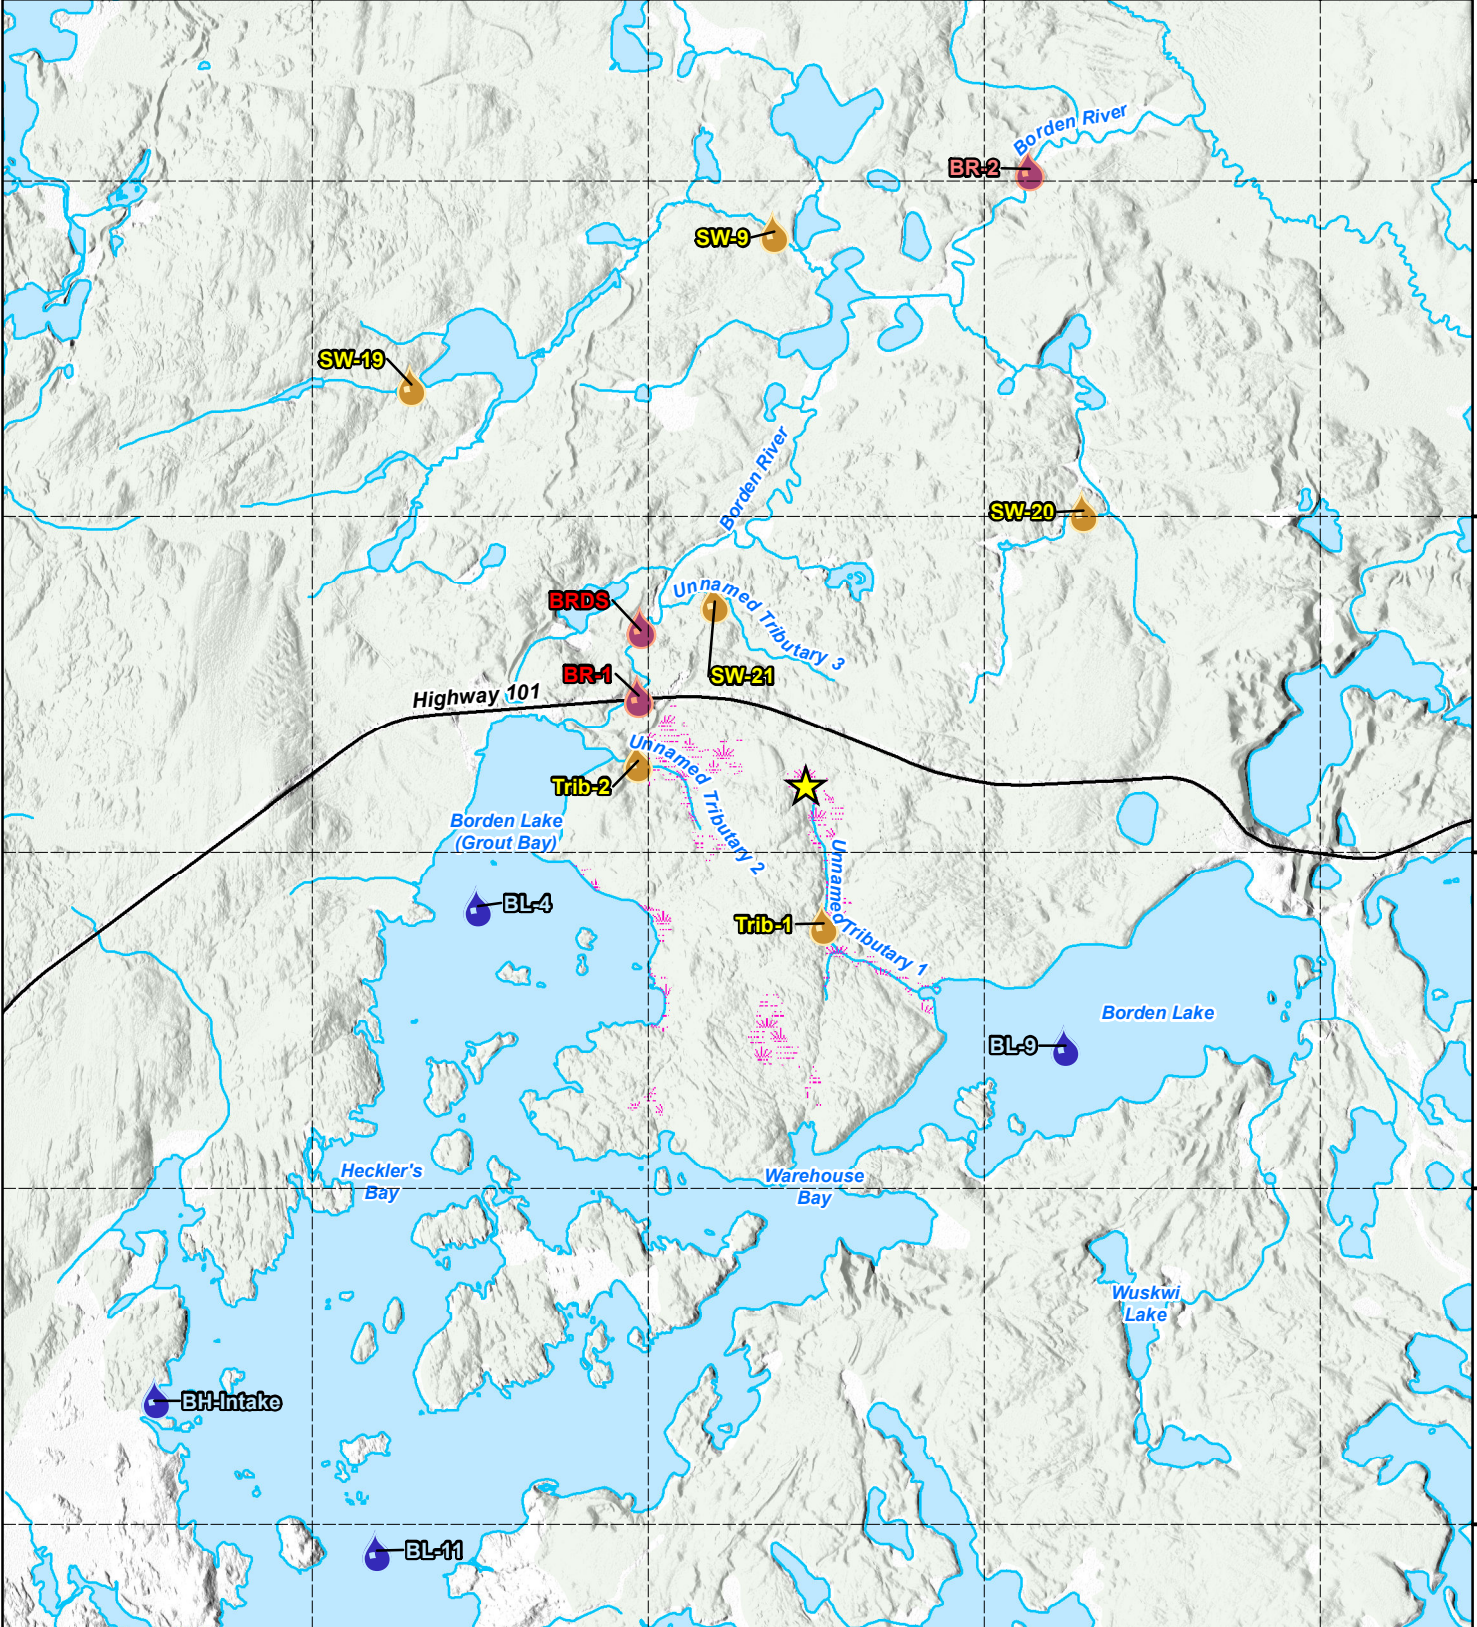 Borden River
BR-2
SW-9
SW-19
Borden River
SW-20
BRDS
Unnamed Tributary 3
BR-1
SW-21
Highway 101
Unnamed Tributary 2
Trib-2
Borden Lake
(Grout Bay)
Unnamed Tributary 1
BL-4
Trib-1
Borden Lake
BL-9
Heckler's
Bay
Warehouse
Bay
Wuskwi
Lake
BH-Intake
BL-11